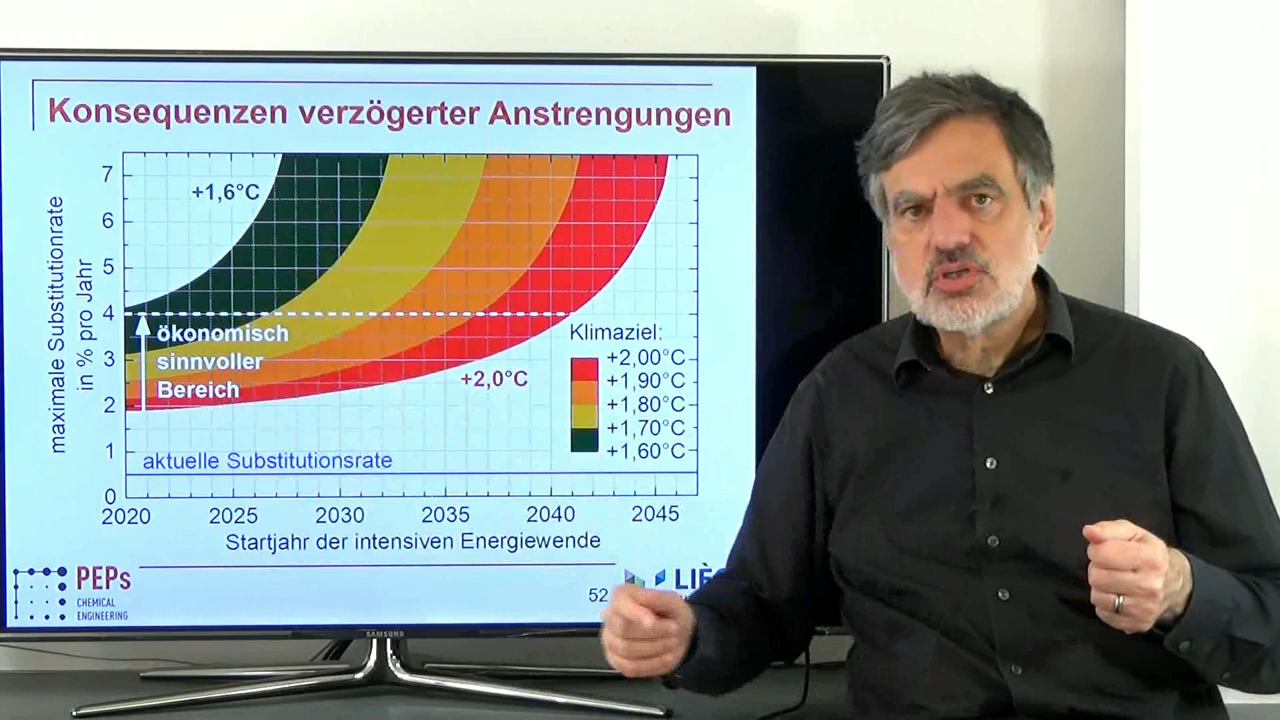 Konsequenzen verzögerter Anstrengungen
maximale Substitutionsrate
in % pro Jahr
7
6
5
4
3
2
1
0
+1,6°C
ökonomisch
sinnvoller
Bereich
+2,0°C
Klimaziel:
+2,00°C
+1,90°C
+1,80°C
+1,70°C
+1,60°C
aktuelle Substitutionsrate
2020 2025 2030 2035 2040 2045
Startjahr der intensiven Energiewende
PEPs
CHEMICAL
ENGINEERING
52
SAMSUNG